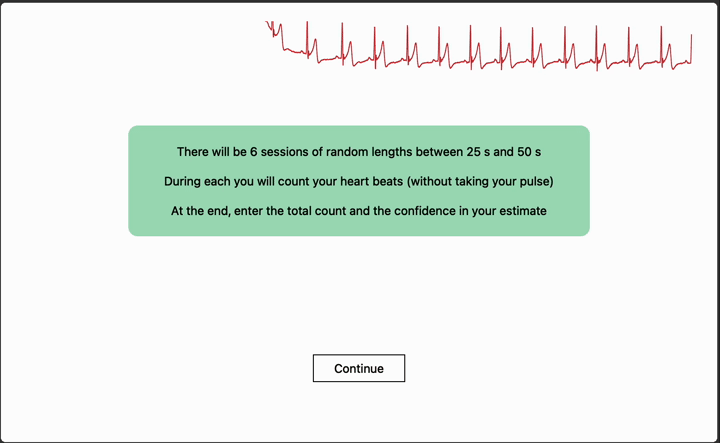 There will be 6 sessions of random lengths between 25 s and 50 s
During each you will count your heart beats (without taking your pulse)
At the end, enter the total count and the confidence in your estimate
Continue